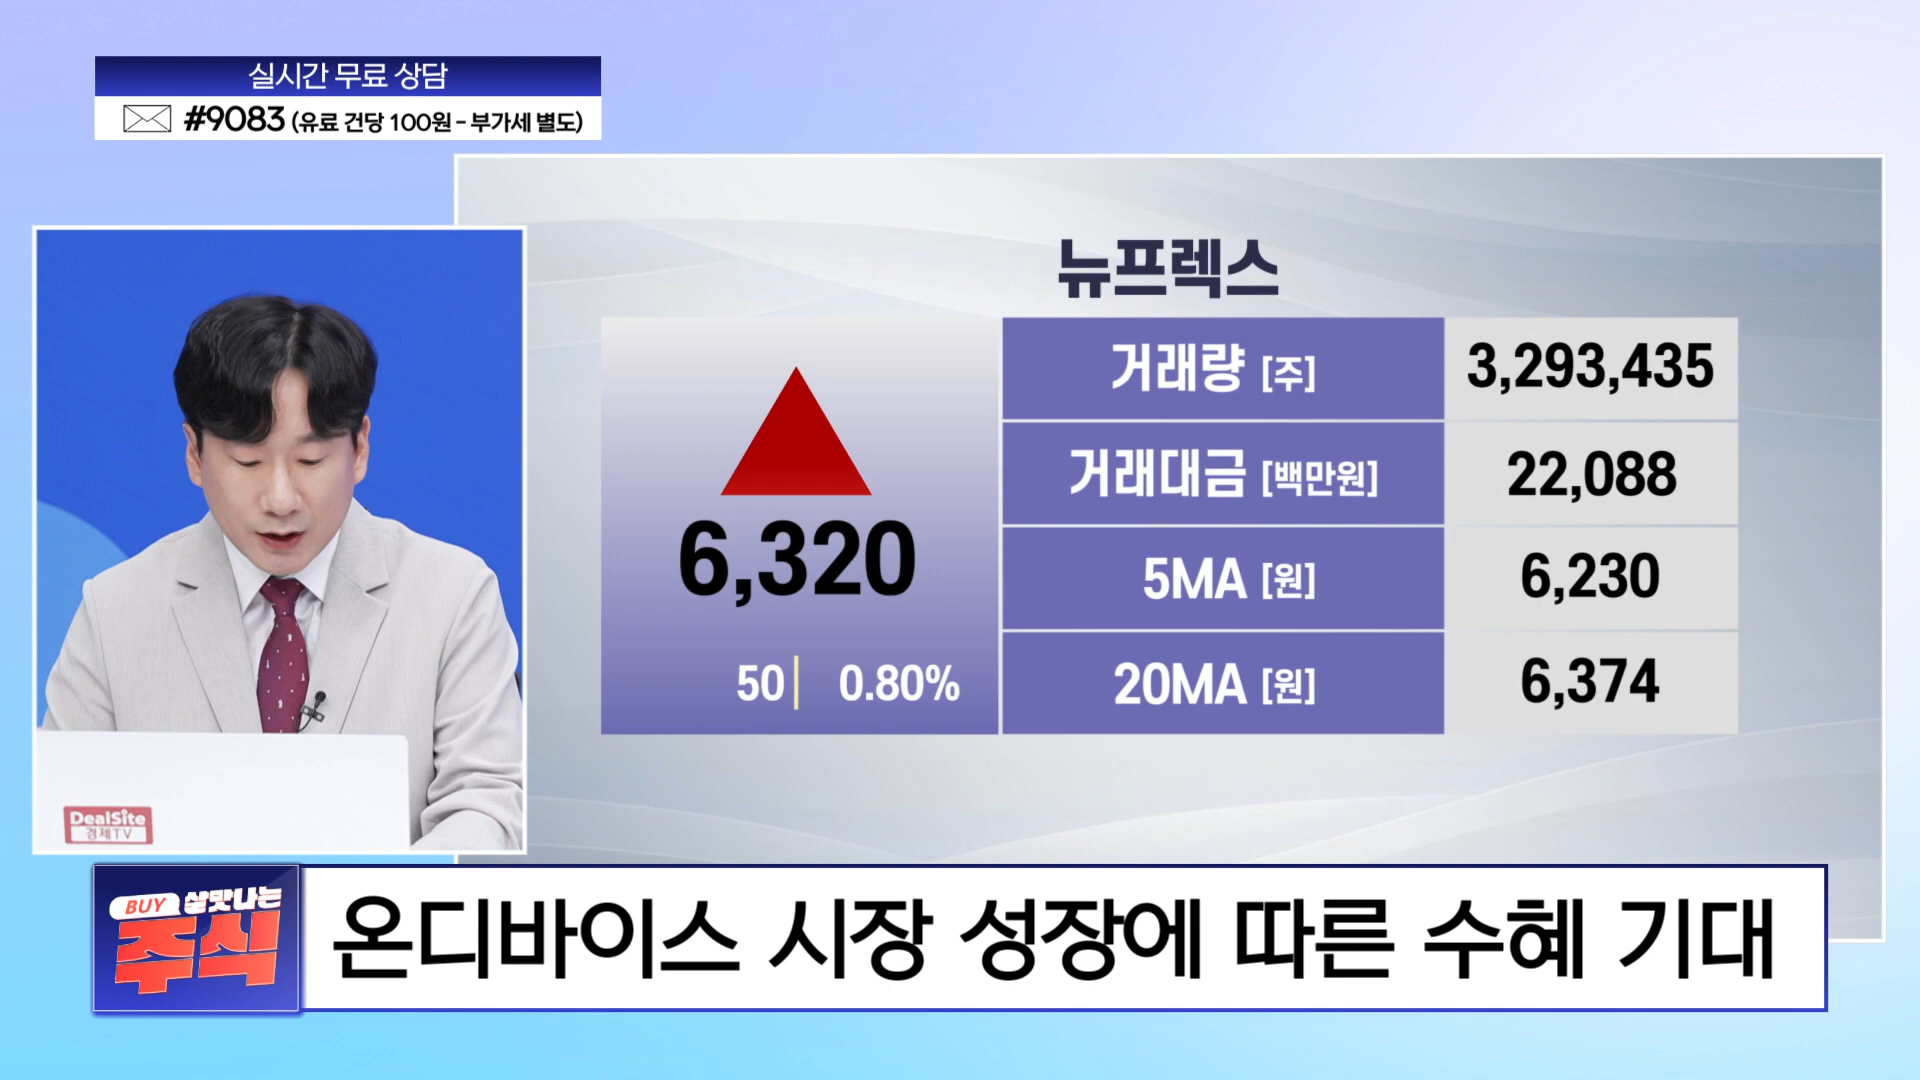 실시간 무료 상담
#9083 (유료 건당 100원 - 부가세 별도)
뉴프렉스
6,320
50 0.80%
거래량 [주] 3,293,435
거래대금 [백만원] 22,088
5MA [원] 6,230
20MA [원] 6,374
DealSite
경제TV
BUY 살맛나는
주식
온디바이스 시장 성장에 따른 수혜 기대